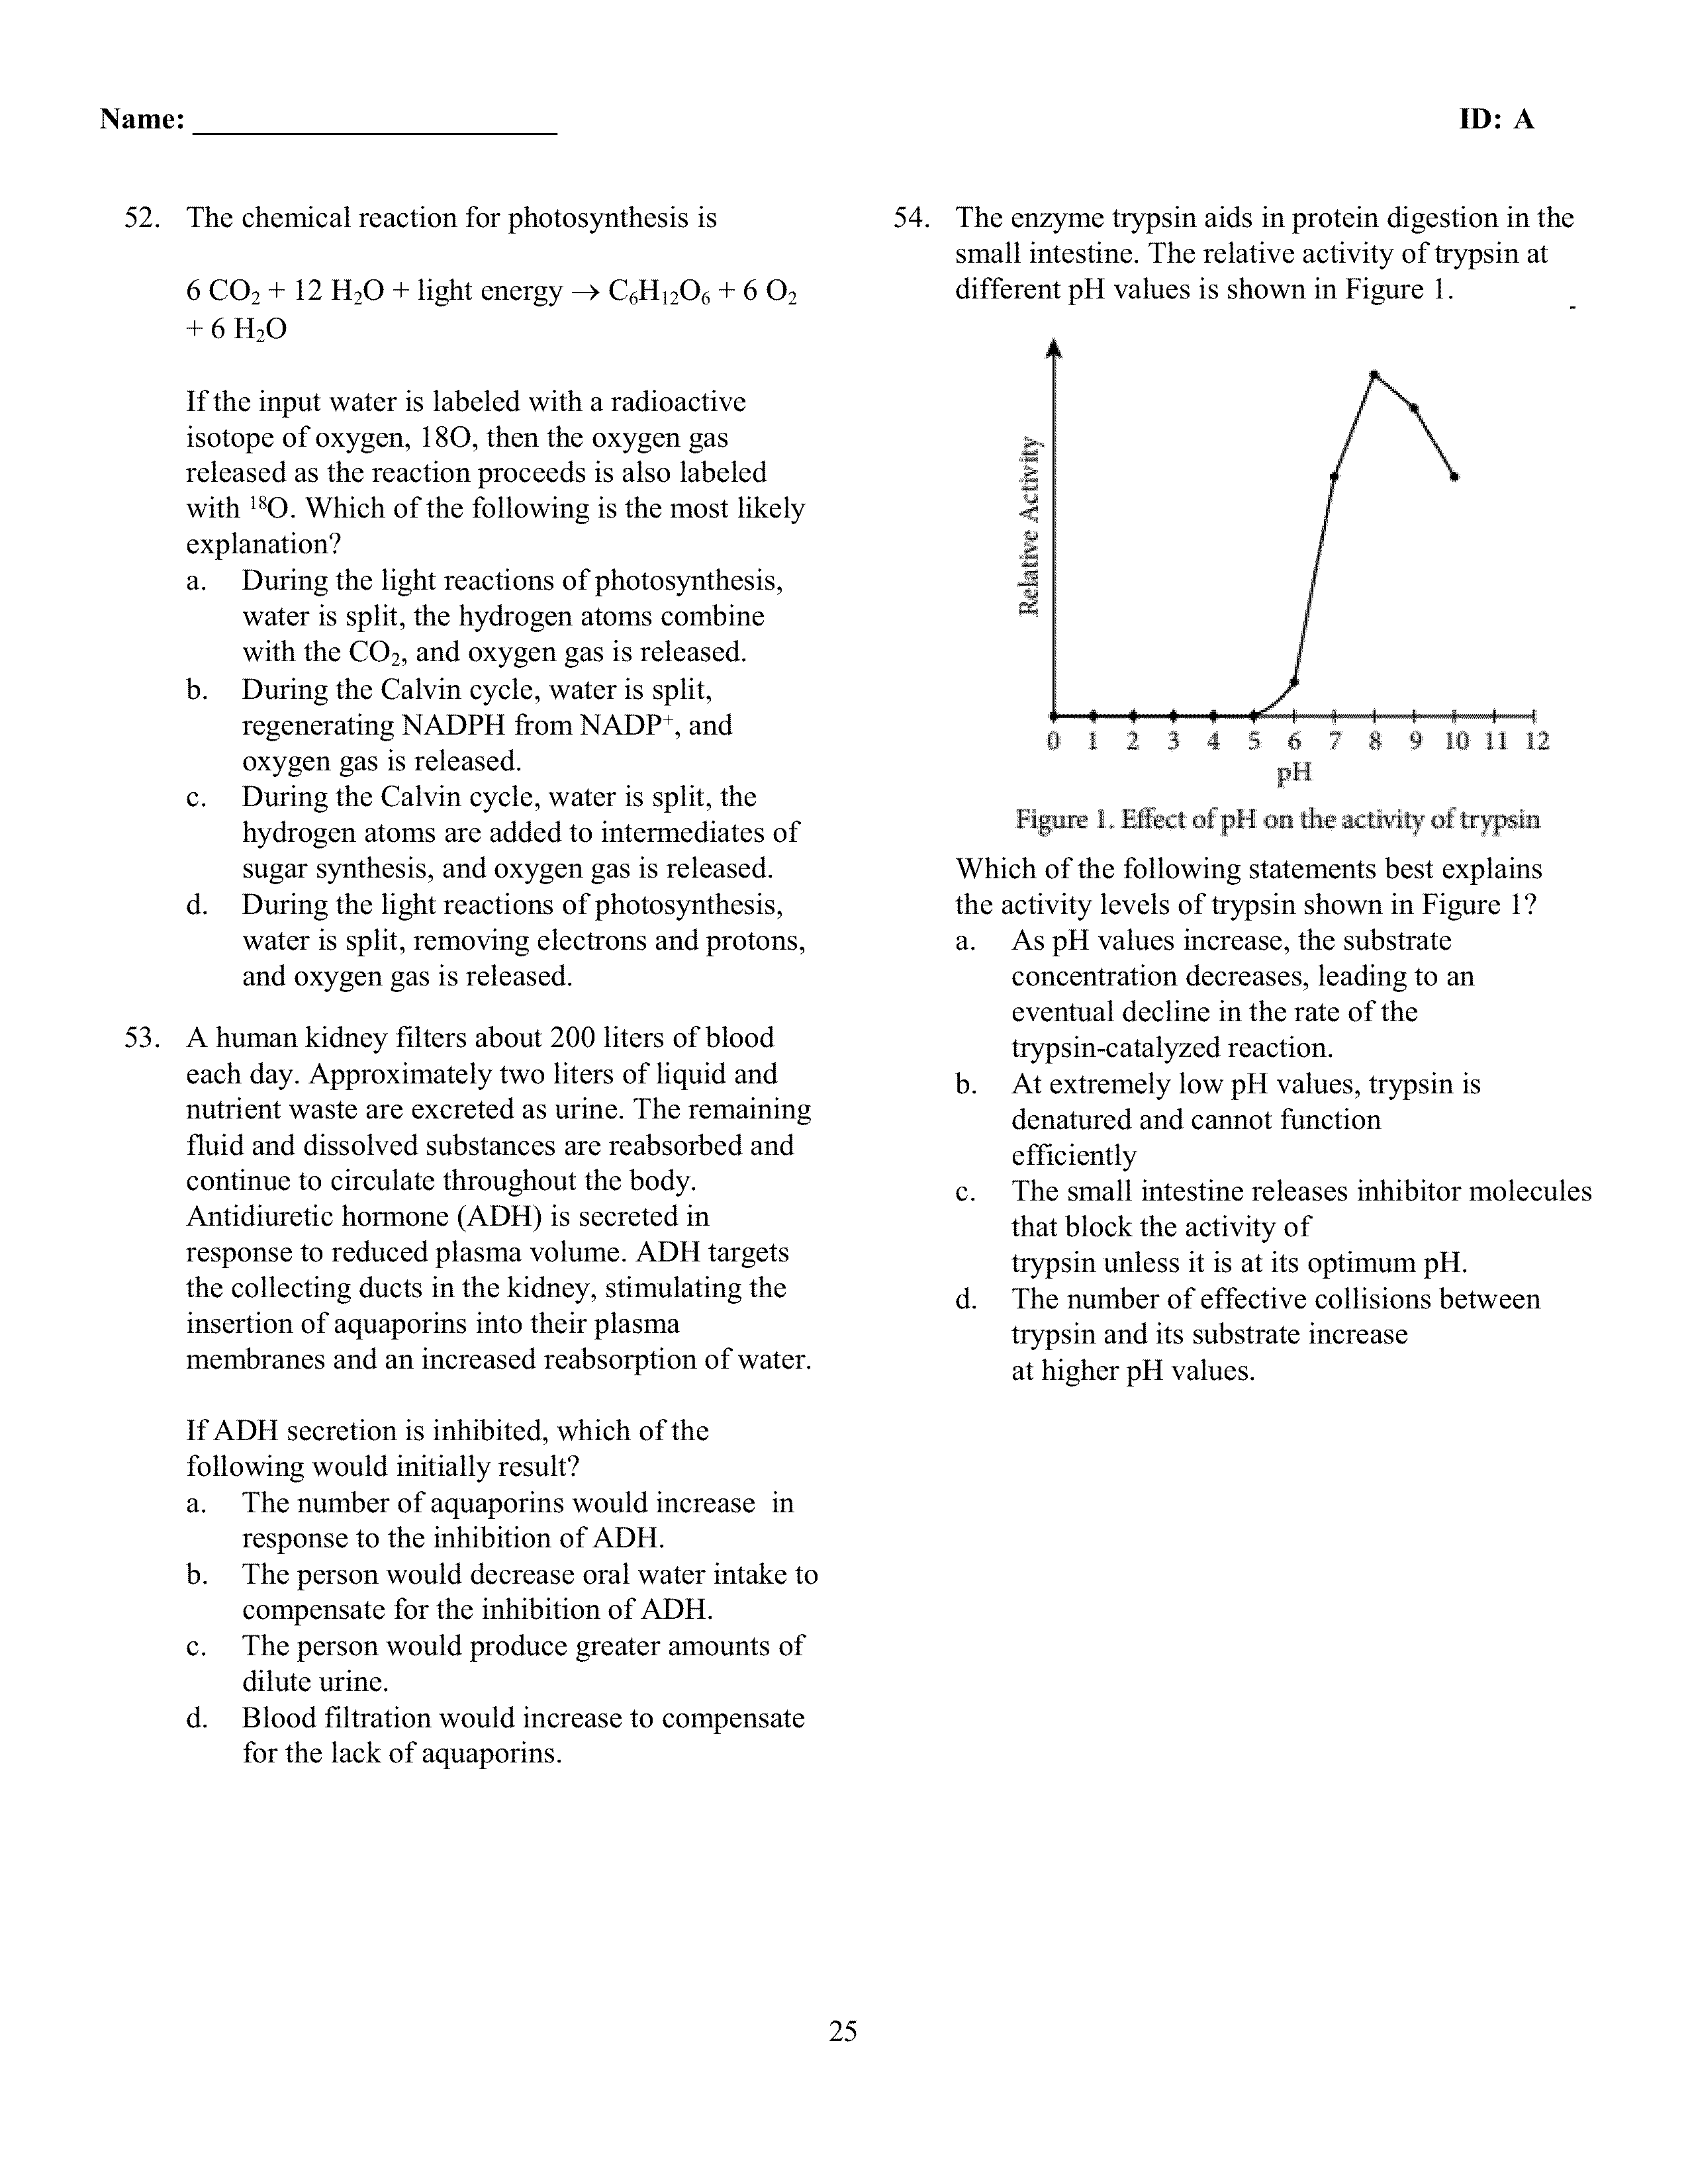 Name: ______________________ ID: A
52. The chemical reaction for photosynthesis is
6 CO₂ + 12 H₂O + light energy → C₆H₁₂O₆ + 6 O₂
+ 6 H₂O
If the input water is labeled with a radioactive
isotope of oxygen, 18O, then the oxygen gas
released as the reaction proceeds is also labeled
with ¹⁸O. Which of the following is the most likely
explanation?
a. During the light reactions of photosynthesis,
water is split, the hydrogen atoms combine
with the CO₂, and oxygen gas is released.
b. During the Calvin cycle, water is split,
regenerating NADPH from NADP⁺, and
oxygen gas is released.
c. During the Calvin cycle, water is split, the
hydrogen atoms are added to intermediates of
sugar synthesis, and oxygen gas is released.
d. During the light reactions of photosynthesis,
water is split, removing electrons and protons,
and oxygen gas is released.
53. A human kidney filters about 200 liters of blood
each day. Approximately two liters of liquid and
nutrient waste are excreted as urine. The remaining
fluid and dissolved substances are reabsorbed and
continue to circulate throughout the body.
Antidiuretic hormone (ADH) is secreted in
response to reduced plasma volume. ADH targets
the collecting ducts in the kidney, stimulating the
insertion of aquaporins into their plasma
membranes and an increased reabsorption of water.
If ADH secretion is inhibited, which of the
following would initially result?
a. The number of aquaporins would increase in
response to the inhibition of ADH.
b. The person would decrease oral water intake to
compensate for the inhibition of ADH.
c. The person would produce greater amounts of
dilute urine.
d. Blood filtration would increase to compensate
for the lack of aquaporins.
54. The enzyme trypsin aids in protein digestion in the
small intestine. The relative activity of trypsin at
different pH values is shown in Figure 1.
Relative Activity
0 1 2 3 4 5 6 7 8 9 10 11 12
pH
Figure 1. Effect of pH on the activity of trypsin
Which of the following statements best explains
the activity levels of trypsin shown in Figure 1?
a. As pH values increase, the substrate
concentration decreases, leading to an
eventual decline in the rate of the
trypsin-catalyzed reaction.
b. At extremely low pH values, trypsin is
denatured and cannot function
efficiently
c. The small intestine releases inhibitor molecules
that block the activity of
trypsin unless it is at its optimum pH.
d. The number of effective collisions between
trypsin and its substrate increase
at higher pH values.
25